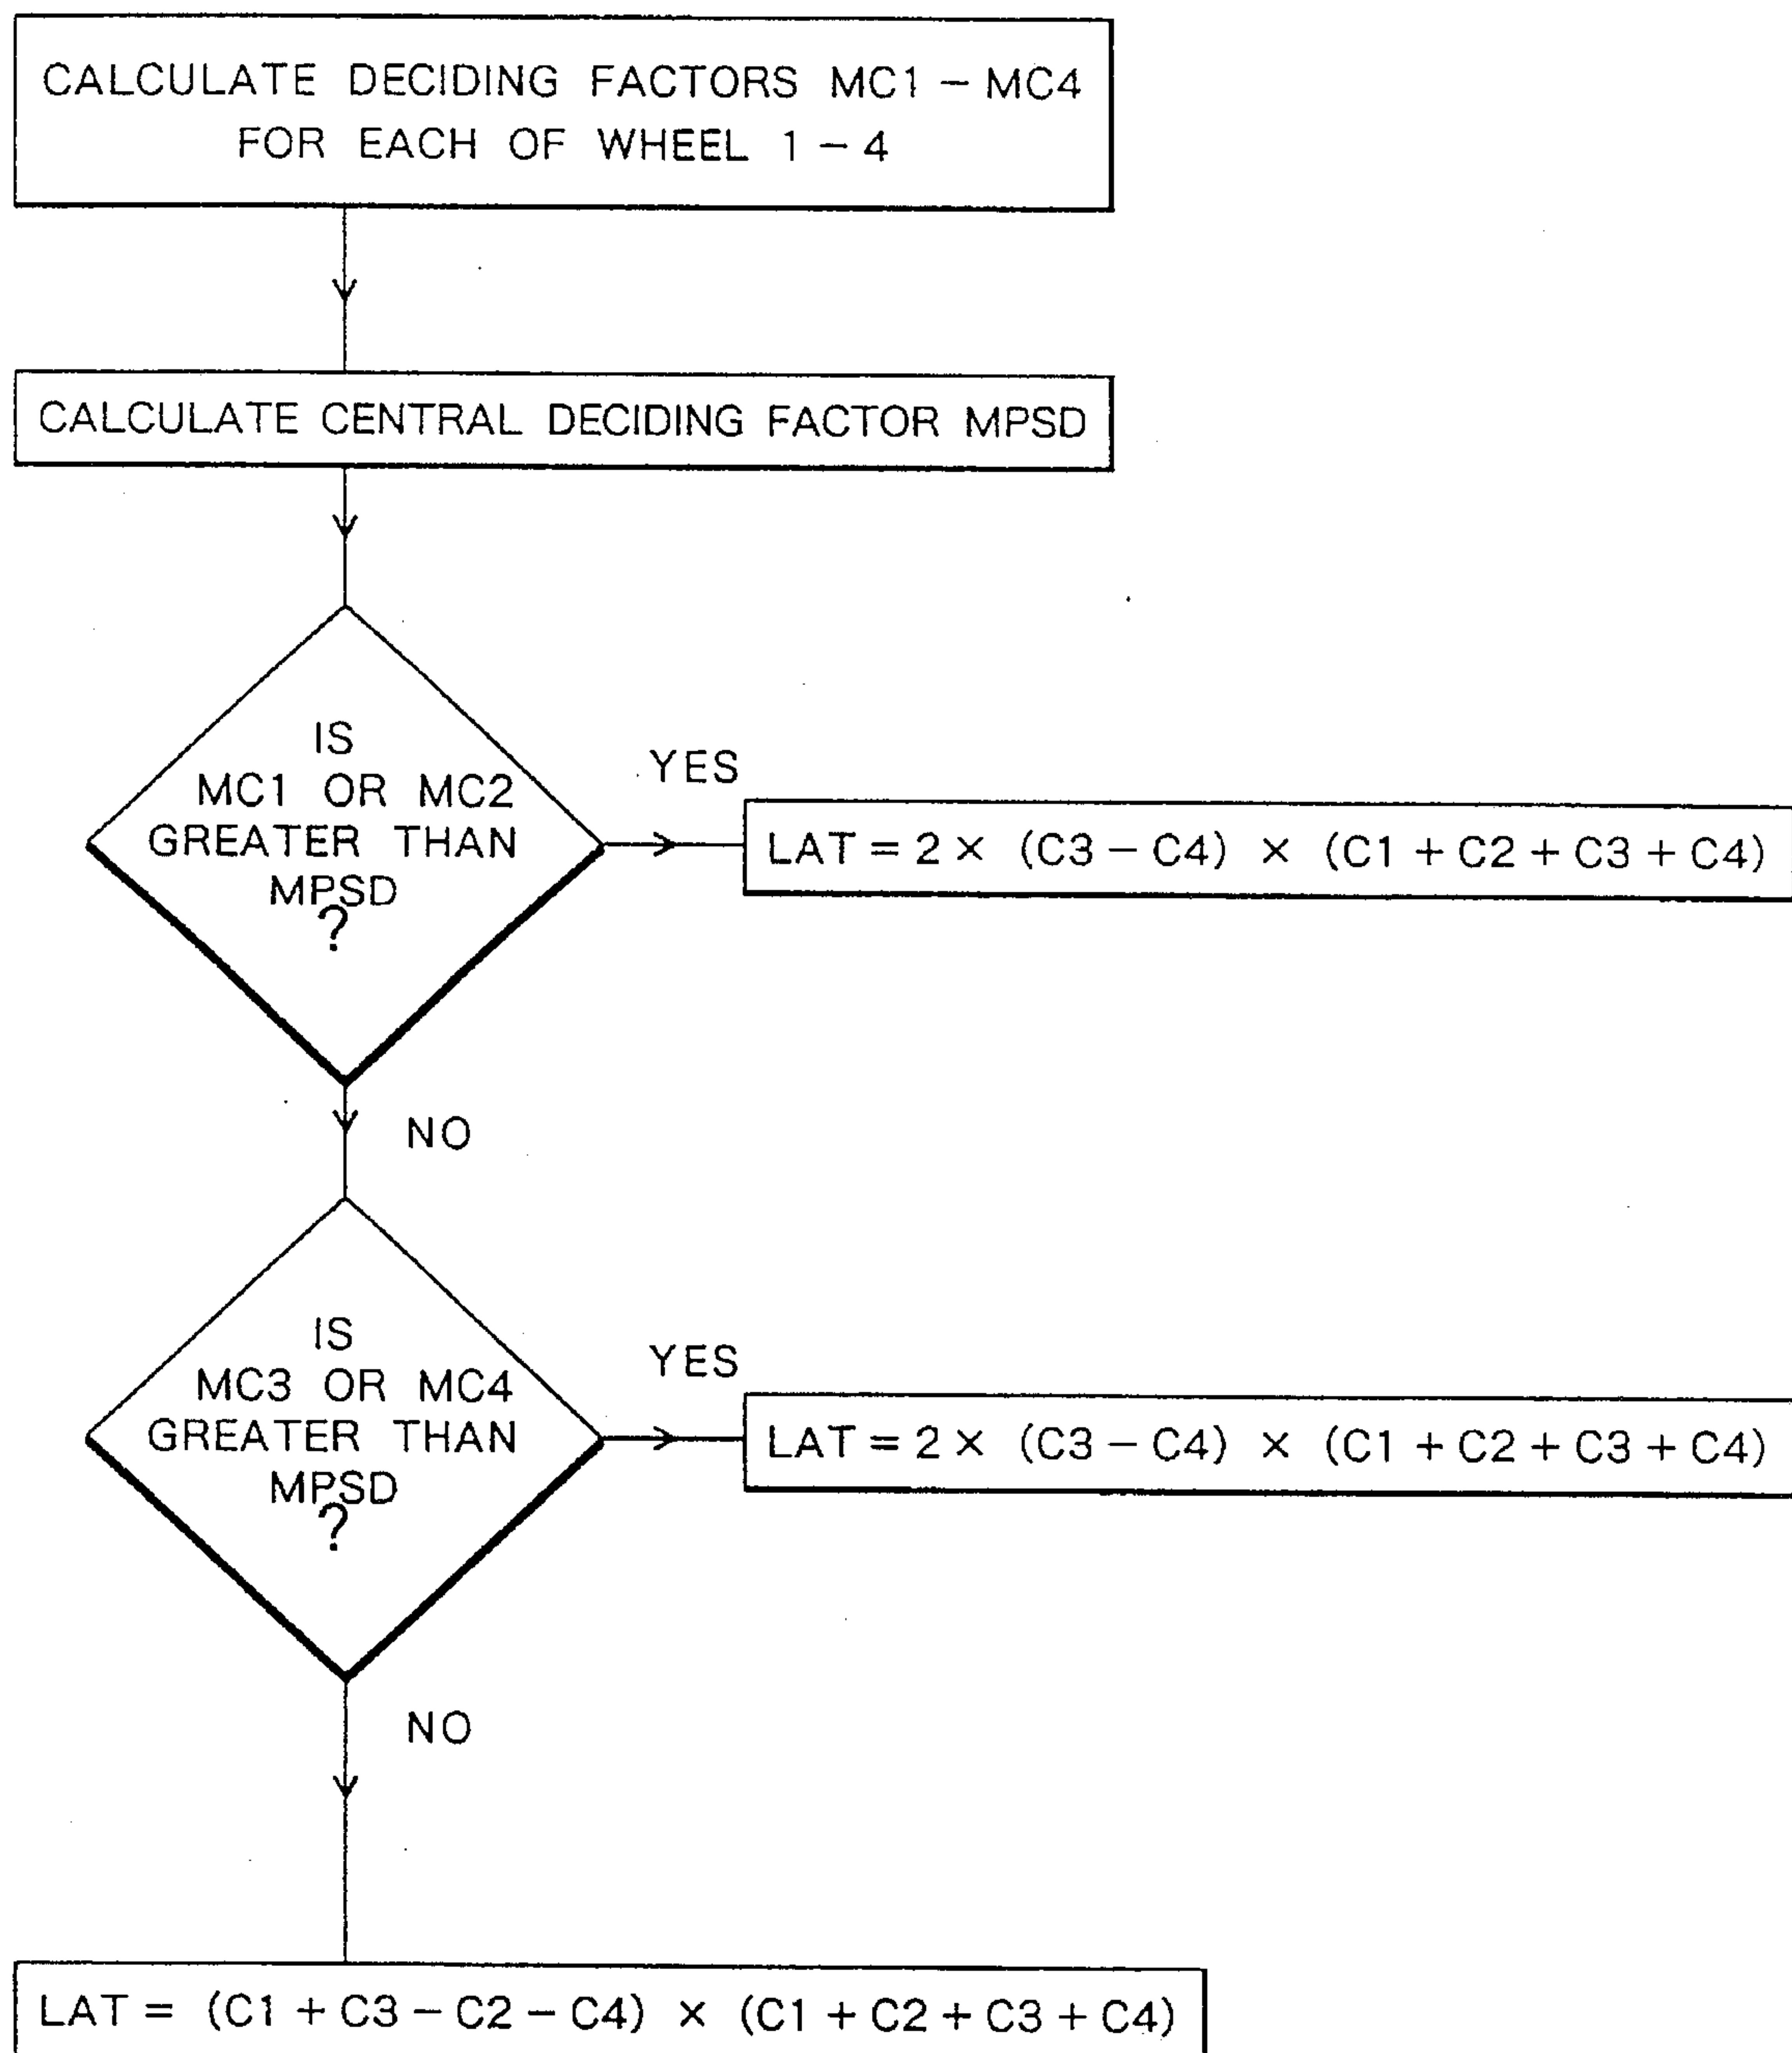 CALCULATE DECIDING FACTORS MC1 – MC4
FOR EACH OF WHEEL 1 – 4
CALCULATE CENTRAL DECIDING FACTOR MPSD
IS
MC1 OR MC2
GREATER THAN
MPSD
?
YES
LAT = 2 × (C3 – C4) × (C1 + C2 + C3 + C4)
NO
IS
MC3 OR MC4
GREATER THAN
MPSD
?
YES
LAT = 2 × (C3 – C4) × (C1 + C2 + C3 + C4)
NO
LAT = (C1 + C3 – C2 – C4) × (C1 + C2 + C3 + C4)